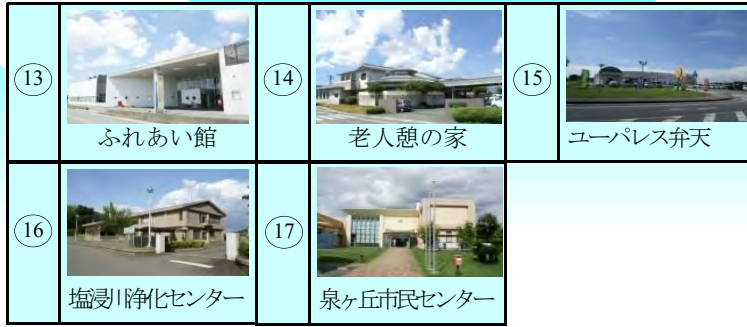 ⑬
ふれあい館
⑭
老人憩の家
⑮
ユーパレス弁天
⑯
塩浸川浄化センター
⑰
泉ヶ丘市民センター